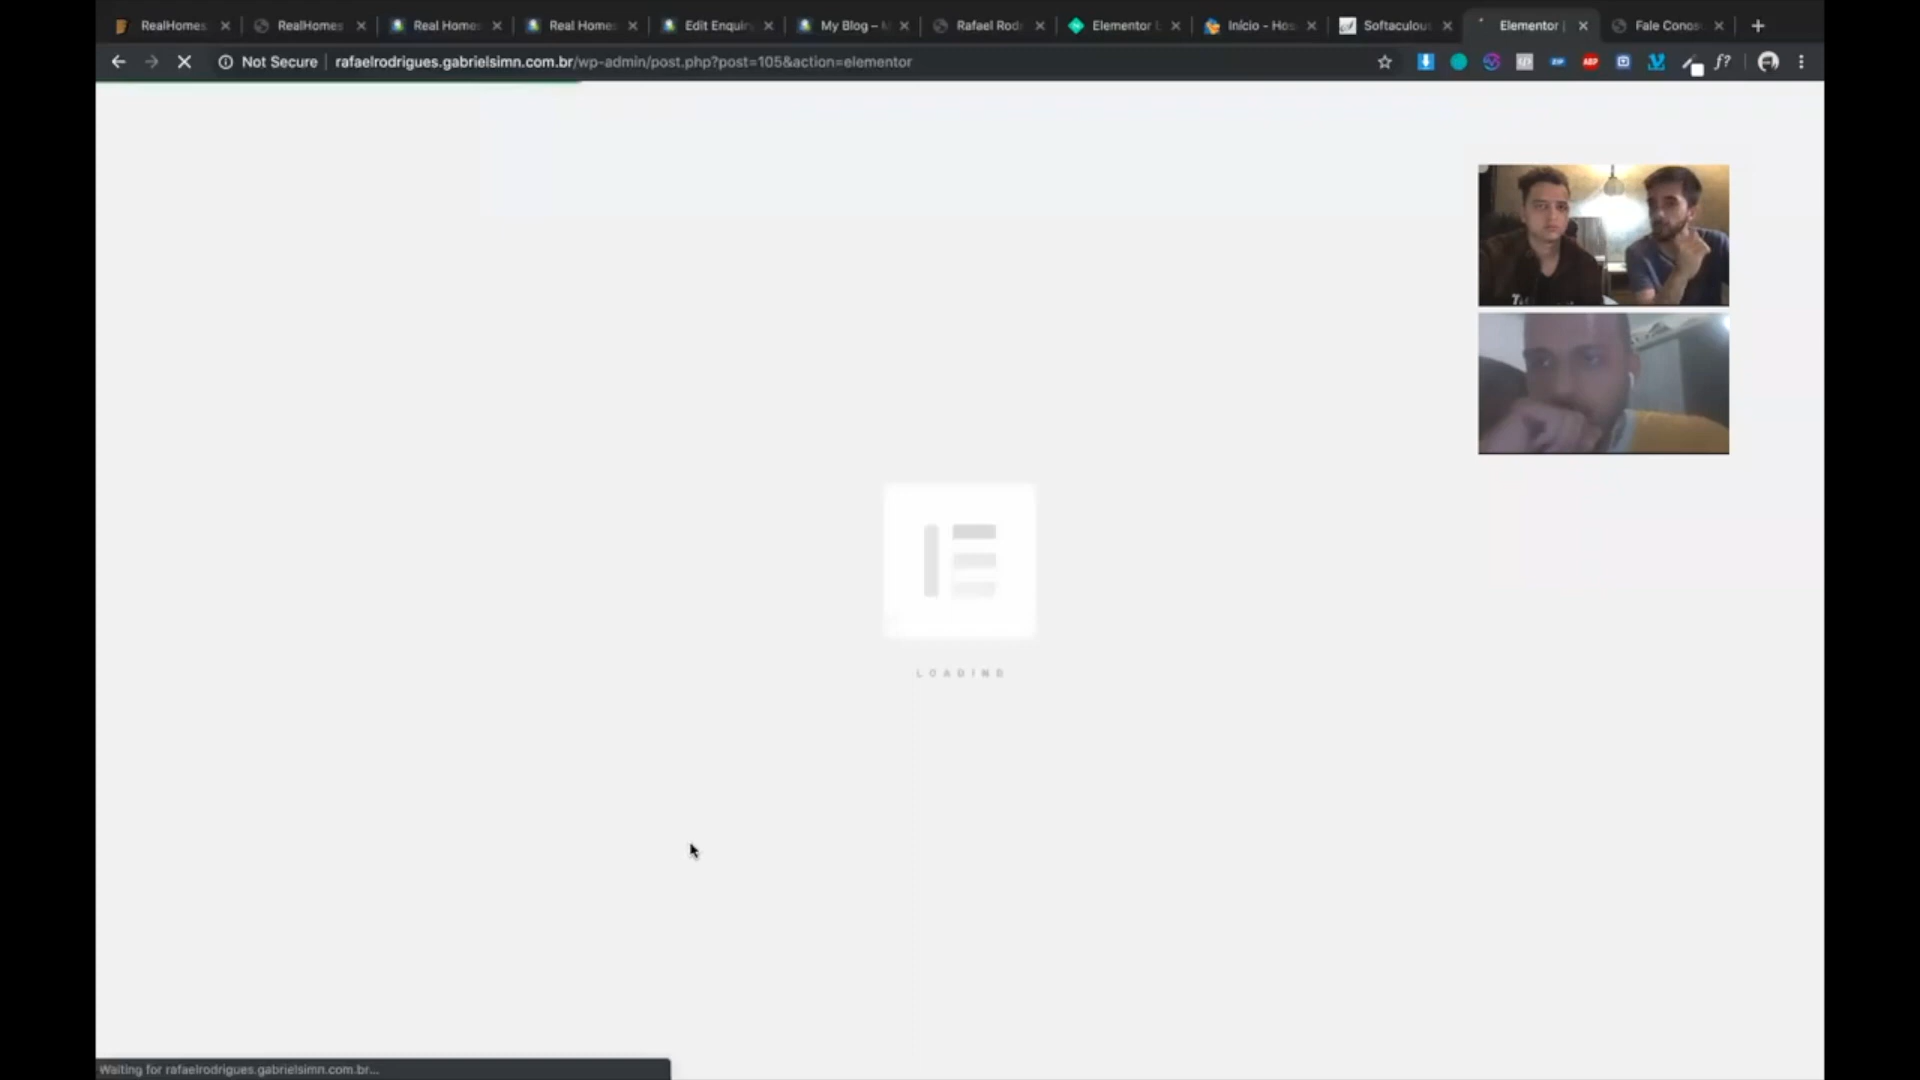 RealHomes
RealHomes
Real Home
Real Home
Edit Enquir
My Blog –
Rafael Rod
Elementor
Início - Hos
Softaculous
Elementor
Fale Conos
Not Secure
rafaelrodrigues.gabrielsimn.com.br/wp-admin/post.php?post=105&action=elementor
ABP
f?
LOADING
Waiting for rafaelrodrigues.gabrielsimn.com.br...